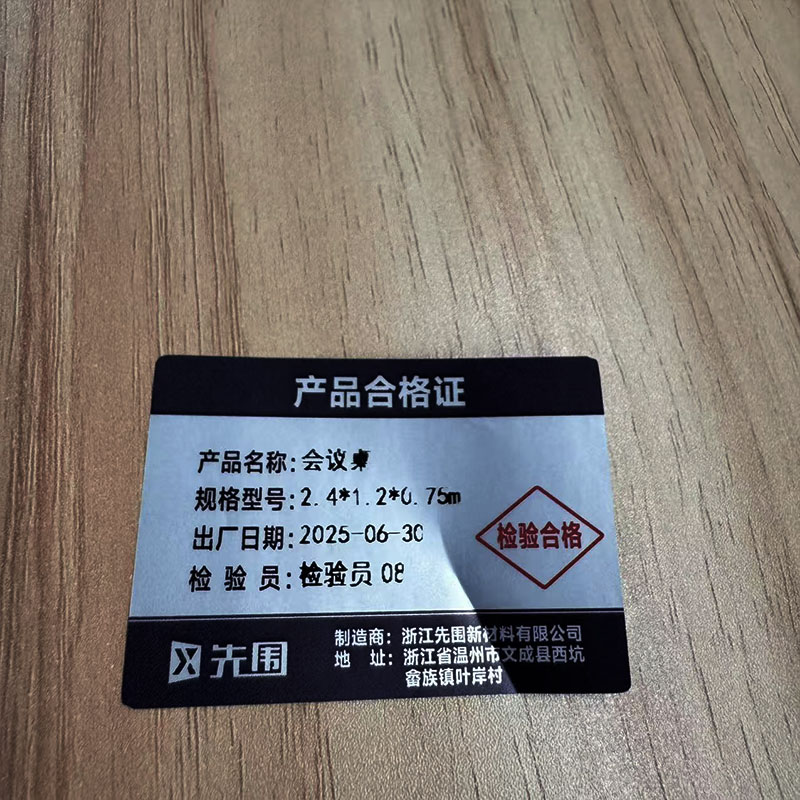 产品合格证
产品名称:会议桌
规格型号:2.4*1.2*0.75m
出厂日期:2025-06-30
检 验 员:检验员08
检验合格
先围
制造商：浙江先围新材料有限公司
地 址：浙江省温州市文成县西坑
畲族镇叶岸村